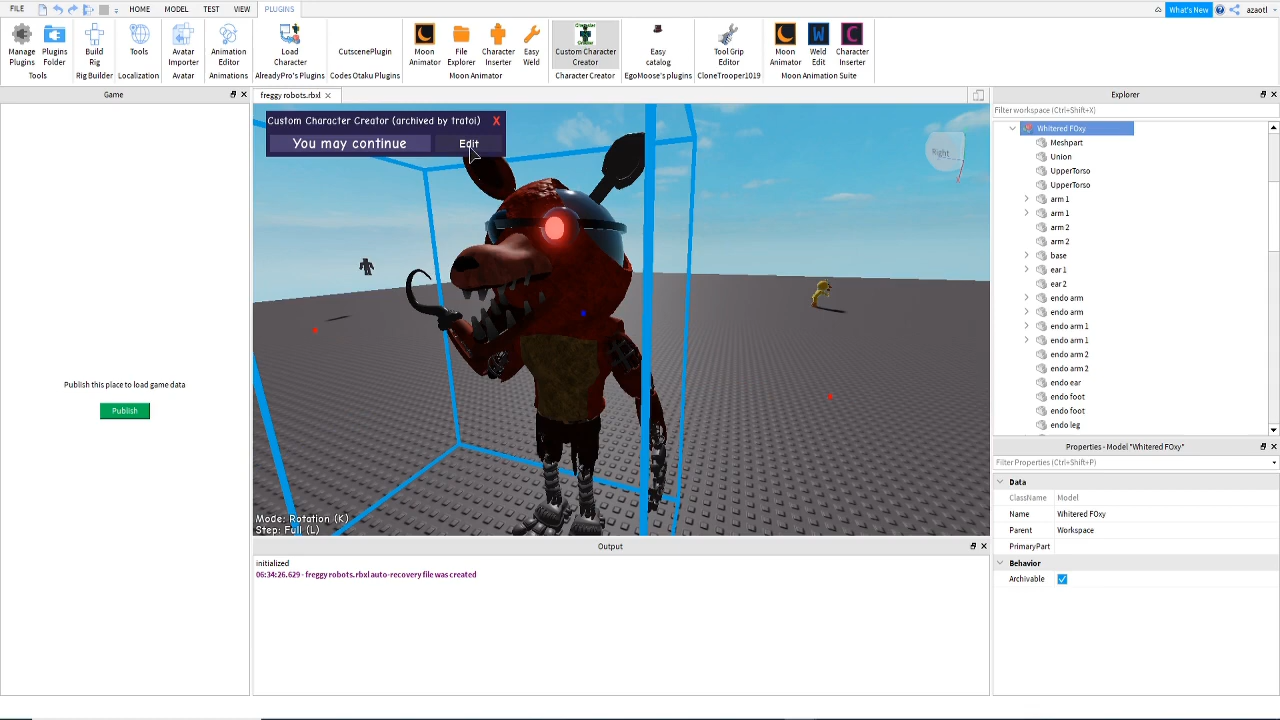 FILE
HOME
MODEL
TEST
VIEW
PLUGINS
What's New
azaotl
Manage Plugins
Plugins Folder
Tools
Build Rig
Rig Builder
Tools
Localization
Avatar Importer
Avatar
Animation Editor
Animations
Load Character
AlreadyPro's Plugins
CutscenePlugin
Codes Otaku Plugins
Moon Animator
File Explorer
Character Inserter
Easy Weld
Moon Animator
Character Creator
Custom Character Creator
Character Creator
Easy catalog
EgoMoose's plugins
Tool Grip Editor
CloneTrooper1019
Moon Animator
W
Weld Edit
C
Character Inserter
Moon Animation Suite
Game
freggy robots.rbxl
Explorer
Filter workspace (Ctrl+Shift+X)
Custom Character Creator (archived by tratoi)
X
You may continue
Edit
Right
Whitered FOxy
Meshpart
Union
UpperTorso
UpperTorso
arm 1
arm 1
arm 2
arm 2
base
ear 1
ear 2
endo arm
endo arm
endo arm 1
endo arm 1
endo arm 2
endo arm 2
endo ear
endo foot
endo foot
endo leg
Publish this place to load game data
Publish
Mode: Rotation (K)
Step: Full (L)
Properties - Model "Whitered FOxy"
Filter Properties (Ctrl+Shift+P)
Data
ClassName Model
Name Whitered FOxy
Parent Workspace
PrimaryPart
Behavior
Archivable
Output
initialized
06:34:26.629 - freggy robots.rbxl auto-recovery file was created